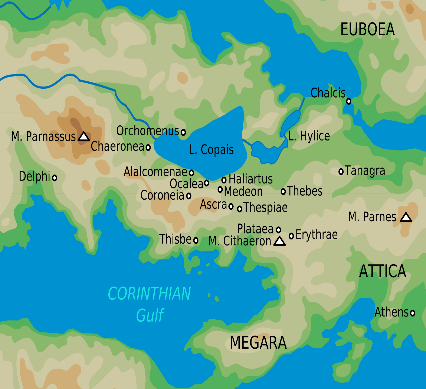 EUBOEA
Chalcis
Orchomenus
M. Parnassus
L. Hylice
Chaeronea
L. Copais
Delphi
Alalcomenae
Tanagra
Haliartus
Ocalea
Medeon
Thebes
Coroneia
Ascra
Thespiae
M. Parnes
Plataea
Erythrae
Thisbe
M. Cithaeron
ATTICA
CORINTHIAN
Gulf
Athens
MEGARA